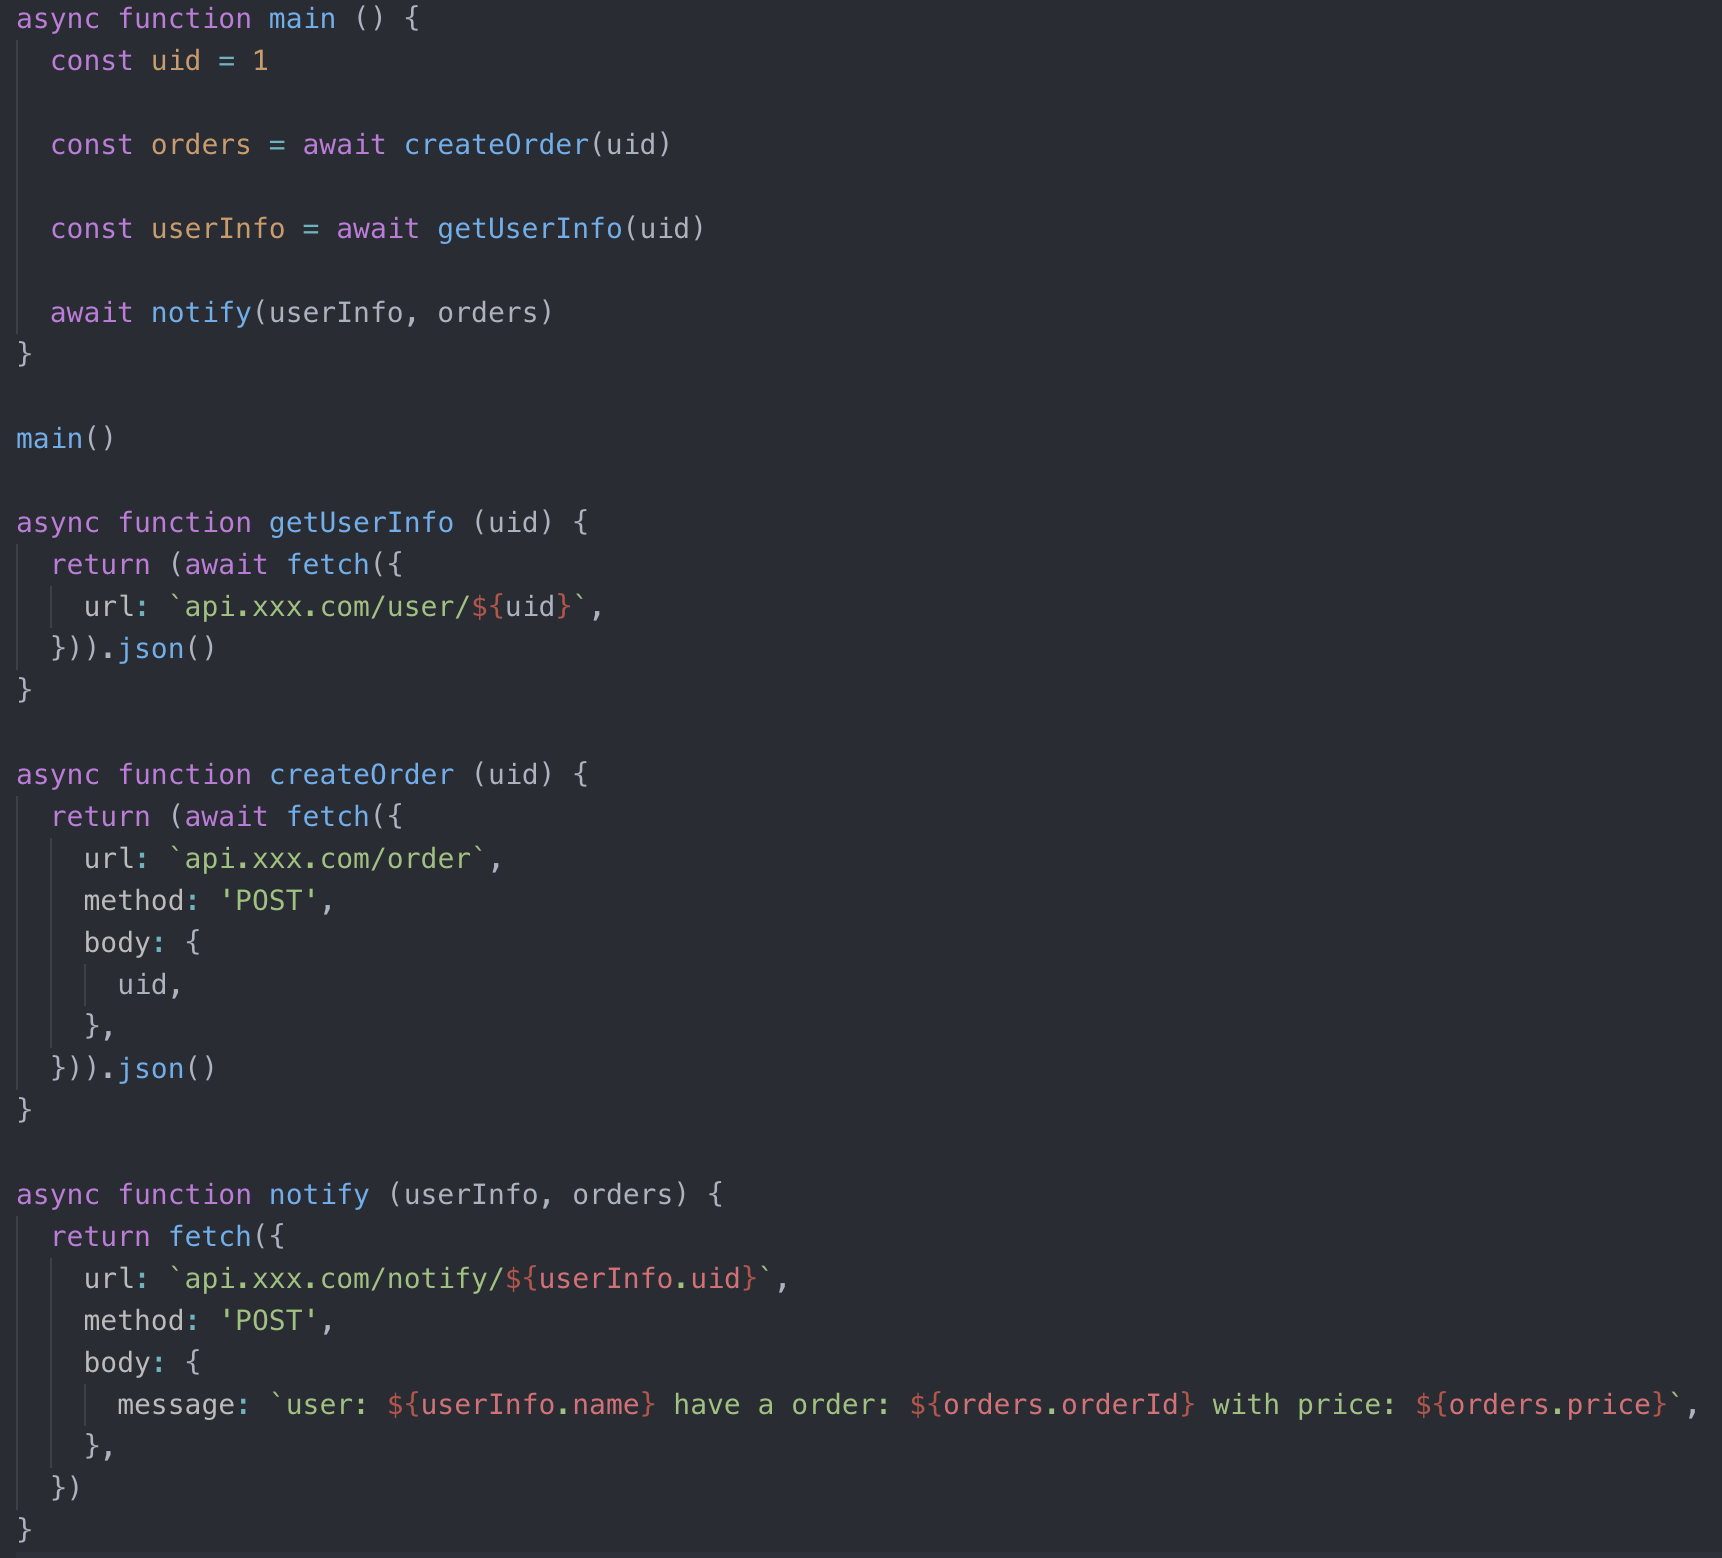 async function main () {
  const uid = 1
  const orders = await createOrder(uid)
  const userInfo = await getUserInfo(uid)
  await notify(userInfo, orders)
}
main()
async function getUserInfo (uid) {
  return (await fetch({
    url: `api.xxx.com/user/${uid}`,
  })).json()
}
async function createOrder (uid) {
  return (await fetch({
    url: `api.xxx.com/order`,
    method: 'POST',
    body: {
      uid,
    },
  })).json()
}
async function notify (userInfo, orders) {
  return fetch({
    url: `api.xxx.com/notify/${userInfo.uid}`,
    method: 'POST',
    body: {
      message: `user: ${userInfo.name} have a order: ${orders.orderId} with price: ${orders.price}`,
    },
  })
}